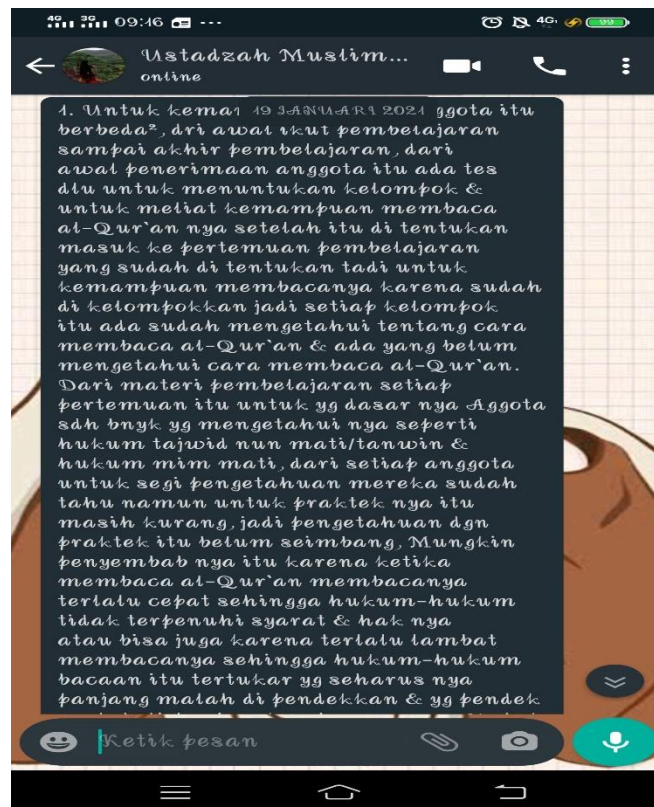 4G 3G 09:46 ...
4G 99
Ustadzah Muslim...
online
19 JANUARI 2021
1. Untuk kema ggota itu
berbeda², dri awal ikut pembelajaran
sampai akhir pembelajaran, dari
awal penerimaan anggota itu ada tes
dlu untuk menuntukan kelompok &
untuk meliat kemampuan membaca
al-Qur`an nya setelah itu di tentukan
masuk ke pertemuan pembelajaran
yang sudah di tentukan tadi untuk
kemampuan membacanya karena sudah
di kelompokkan jadi setiap kelompok
itu ada sudah mengetahui tentang cara
membaca al-Qur`an & ada yang belum
mengetahui cara membaca al-Qur`an.
Dari materi pembelajaran setiap
pertemuan itu untuk yg dasar nya Aggota
sdh bnyk yg mengetahui nya seperti
hukum tajwid nun mati/tanwin &
hukum mim mati, dari setiap anggota
untuk segi pengetahuan mereka sudah
tahu namun untuk praktek nya itu
masih kurang, jadi pengetahuan dgn
praktek itu belum seimbang, Mungkin
penyembab nya itu karena ketika
membaca al-Qur`an membacanya
terlalu cepat sehingga hukum-hukum
tidak terpenuhi syarat & hak nya
atau bisa juga karena terlalu lambat
membacanya sehingga hukum-hukum
bacaan itu tertukar yg seharus nya
panjang malah di pendekkan & yg pendek
Ketik pesan